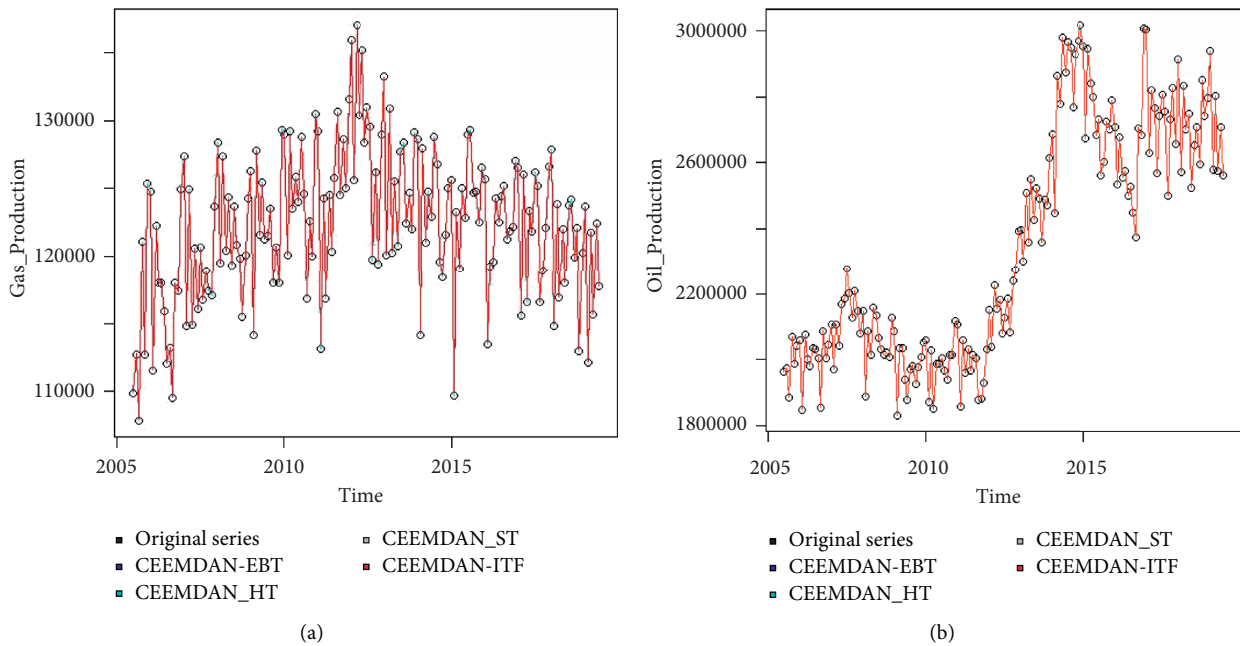 Gas_Production
130000
120000
110000
2005
2010
2015
Time
Original series
CEEMDAN-EBT
CEEMDAN_HT
CEEMDAN_ST
CEEMDAN-ITF
(a)
Oil_Production
3000000
2600000
2200000
1800000
2005
2010
2015
Time
Original series
CEEMDAN-EBT
CEEMDAN_HT
CEEMDAN_ST
CEEMDAN-ITF
(b)